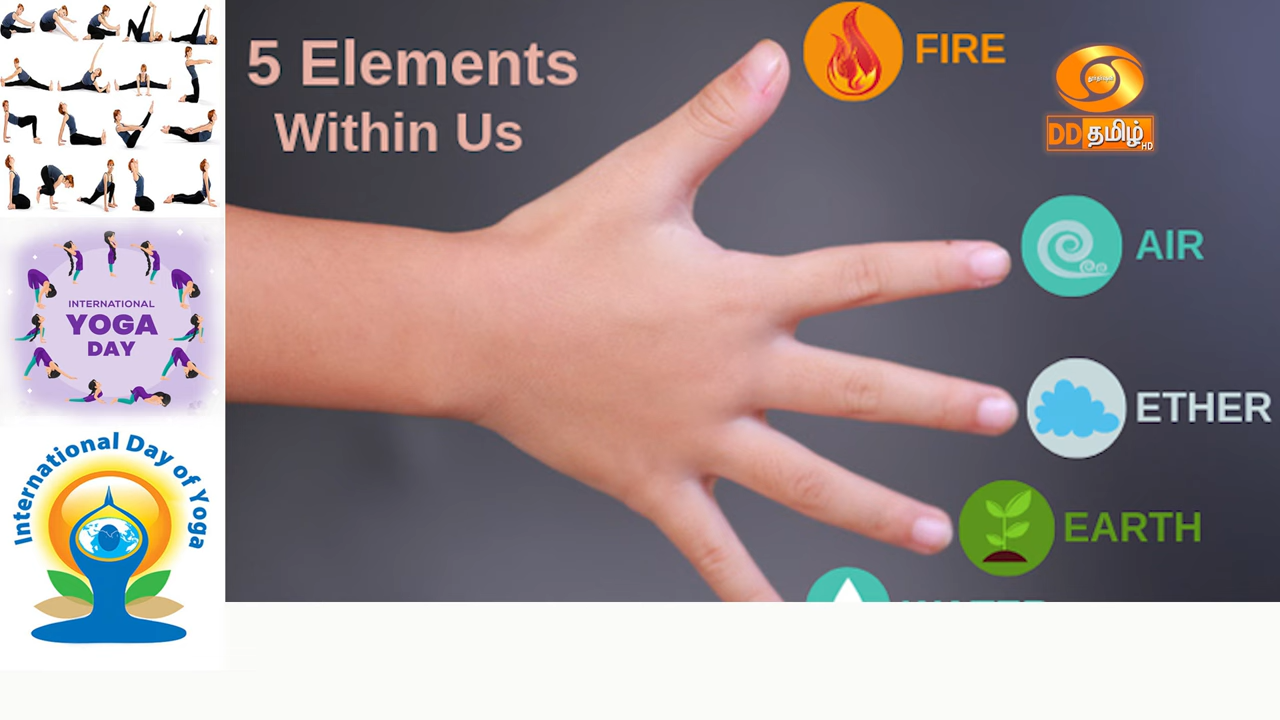 5 Elements
Within Us
FIRE
DD தமிழ் HD
AIR
INTERNATIONAL
YOGA
DAY
ETHER
International Day of Yoga
EARTH